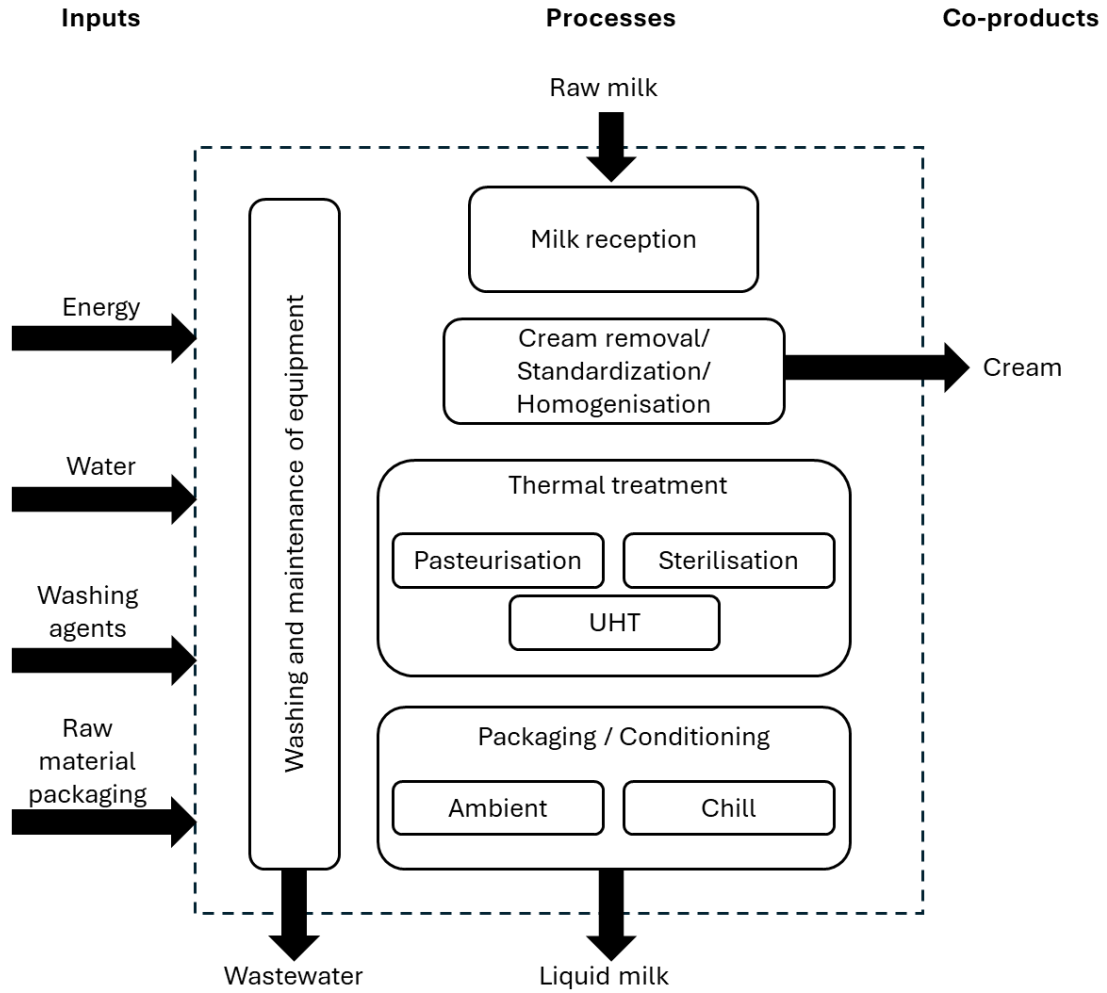 Inputs
Processes
Co-products
Raw milk
Milk reception
Energy
Cream removal/
Standardization/
Homogenisation
Cream
Washing and maintenance of equipment
Water
Thermal treatment
Pasteurisation
Sterilisation
UHT
Washing
agents
Raw
material
packaging
Packaging / Conditioning
Ambient
Chill
Wastewater
Liquid milk